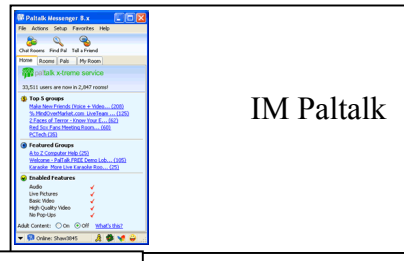 Paltalk Messenger 8.x
File Actions Setup Favorites Help
Chat Rooms Find Pal Tell a Friend
Home Rooms Pals My Room
paltalk x-treme service
33,511 users are now in 2,847 rooms!
Top 5 groups
Make New Friends (Voice + Video... (200)
% MindOverMarket.com LiveTeam ... (125)
2 Faces of Terror - Know Your E... (62)
Red Sox Fans Meeting Room... (60)
PCTech (35)
Featured Groups
A to Z Computer Help (25)
Welcome - PalTalk FREE Demo Lob... (105)
Karaoke More Live Karaoke Roo... (25)
Enabled Features
Audio
Live Pictures
Basic Video
High Quality Video
No Pop-Ups
Adult Content: On Off What's this?
Online: Shaw3845
IM Paltalk